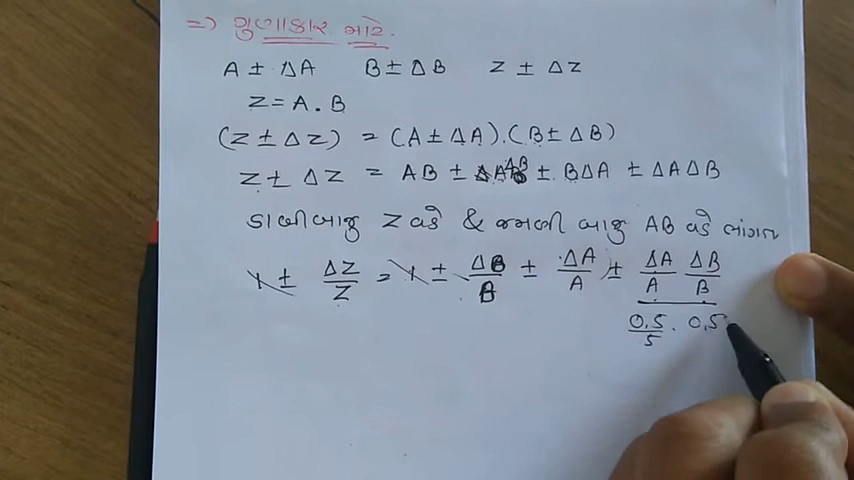 => ગુણાકાર માટે.
A ± ΔA B ± ΔB Z ± ΔZ
Z = A . B
(Z ± ΔZ) = (A ± ΔA).(B ± ΔB)
Z ± ΔZ = AB ± AΔB ± BΔA ± ΔAΔB
ડાબીબાજુ Z વડે & જમણી બાજુ AB વડે ભાગતા
1 ± ΔZ/Z = 1 ± ΔB/B ± ΔA/A ± ΔA/A ΔB/B
0.5/5 . 0.5